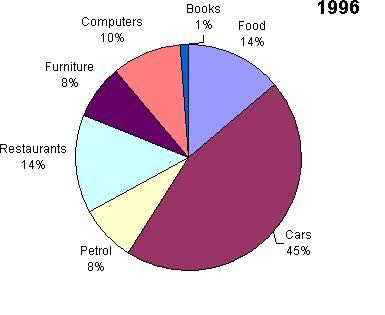 1996
Books
1%
Food
14%
Computers
10%
Furniture
8%
Restaurants
14%
Petrol
8%
Cars
45%